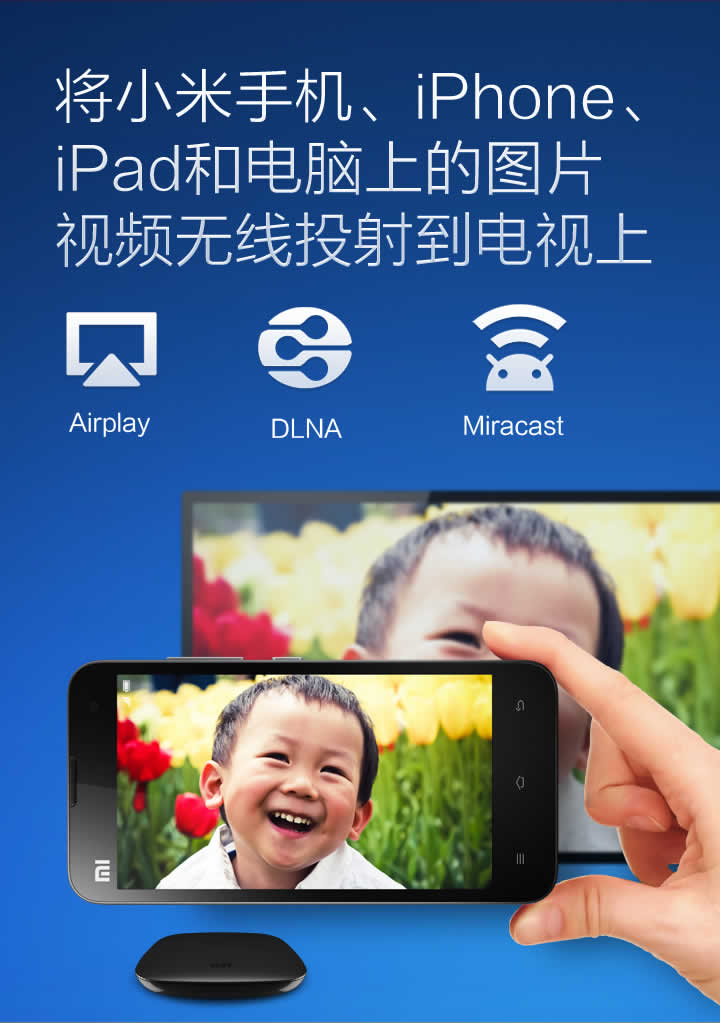 将小米手机、iPhone、
iPad和电脑上的图片
视频无线投射到电视上
Airplay
DLNA
Miracast